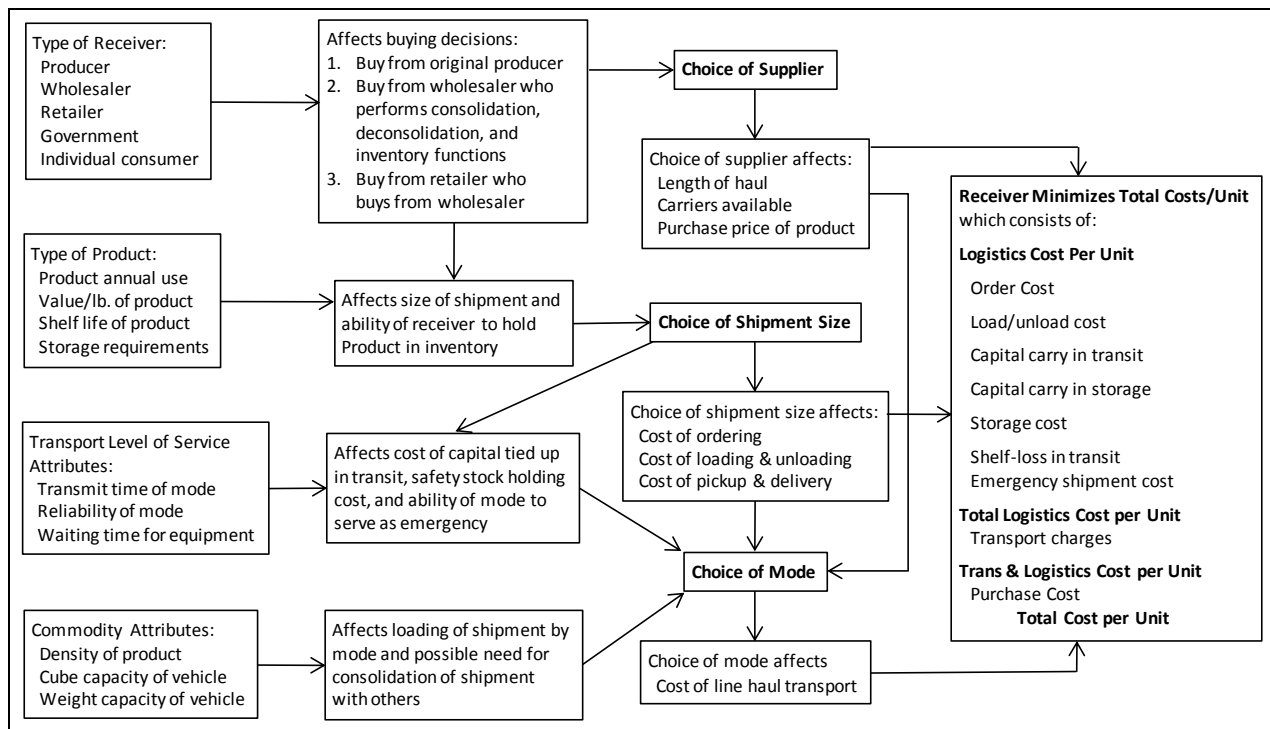 Type of Receiver:
Producer
Wholesaler
Retailer
Government
Individual consumer
Affects buying decisions:
1. Buy from original producer
2. Buy from wholesaler who
performs consolidation,
deconsolidation, and
inventory functions
3. Buy from retailer who
buys from wholesaler
Choice of Supplier
Choice of supplier affects:
Length of haul
Carriers available
Purchase price of product
Type of Product:
Product annual use
Value/lb. of product
Shelf life of product
Storage requirements
Affects size of shipment and
ability of receiver to hold
Product in inventory
Choice of Shipment Size
Choice of shipment size affects:
Cost of ordering
Cost of loading & unloading
Cost of pickup & delivery
Transport Level of Service
Attributes:
Transmit time of mode
Reliability of mode
Waiting time for equipment
Affects cost of capital tied up
in transit, safety stock holding
cost, and ability of mode to
serve as emergency
Choice of Mode
Commodity Attributes:
Density of product
Cube capacity of vehicle
Weight capacity of vehicle
Affects loading of shipment by
mode and possible need for
consolidation of shipment
with others
Choice of mode affects
Cost of line haul transport
Receiver Minimizes Total Costs/Unit
which consists of:
Logistics Cost Per Unit
Order Cost
Load/unload cost
Capital carry in transit
Capital carry in storage
Storage cost
Shelf-loss in transit
Emergency shipment cost
Total Logistics Cost per Unit
Transport charges
Trans & Logistics Cost per Unit
Purchase Cost
Total Cost per Unit